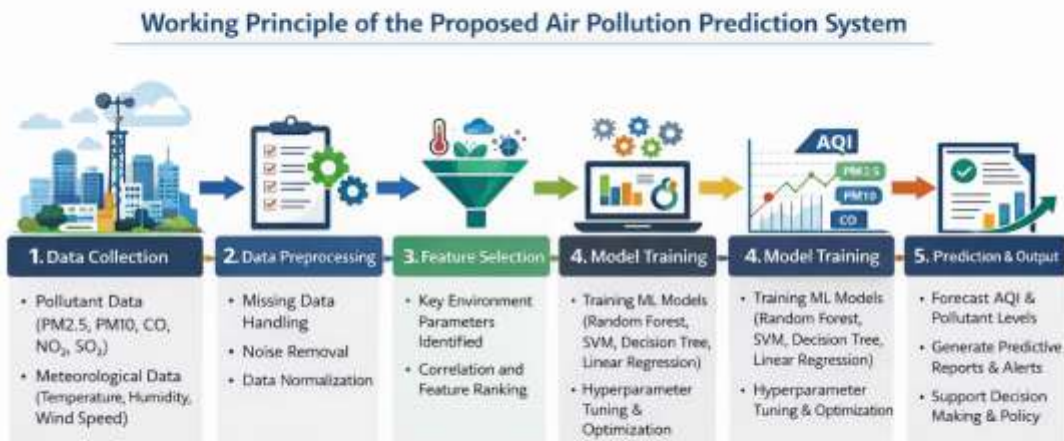 Working Principle of the Proposed Air Pollution Prediction System
AQI
PM2.5
PM10
CO
1. Data Collection
• Pollutant Data
(PM2.5, PM10, CO,
NO₂, SO₂)
• Meteorological Data
(Temperature, Humidity,
Wind Speed)
2. Data Preprocessing
• Missing Data
Handling
• Noise Removal
• Data Normalization
3. Feature Selection
• Key Environment
Parameters
Identified
• Correlation and
Feature Ranking
4. Model Training
• Training ML Models
(Random Forest,
SVM, Decision Tree,
Linear Regression)
• Hyperparameter
Tuning &
Optimization
4. Model Training
• Training ML Models
(Random Forest,
SVM, Decision Tree,
Linear Regression)
• Hyperparameter
Tuning & Optimization
5. Prediction & Output
• Forecast AQI &
Pollutant Levels
• Generate Predictive
Reports & Alerts
• Support Decision
Making & Policy